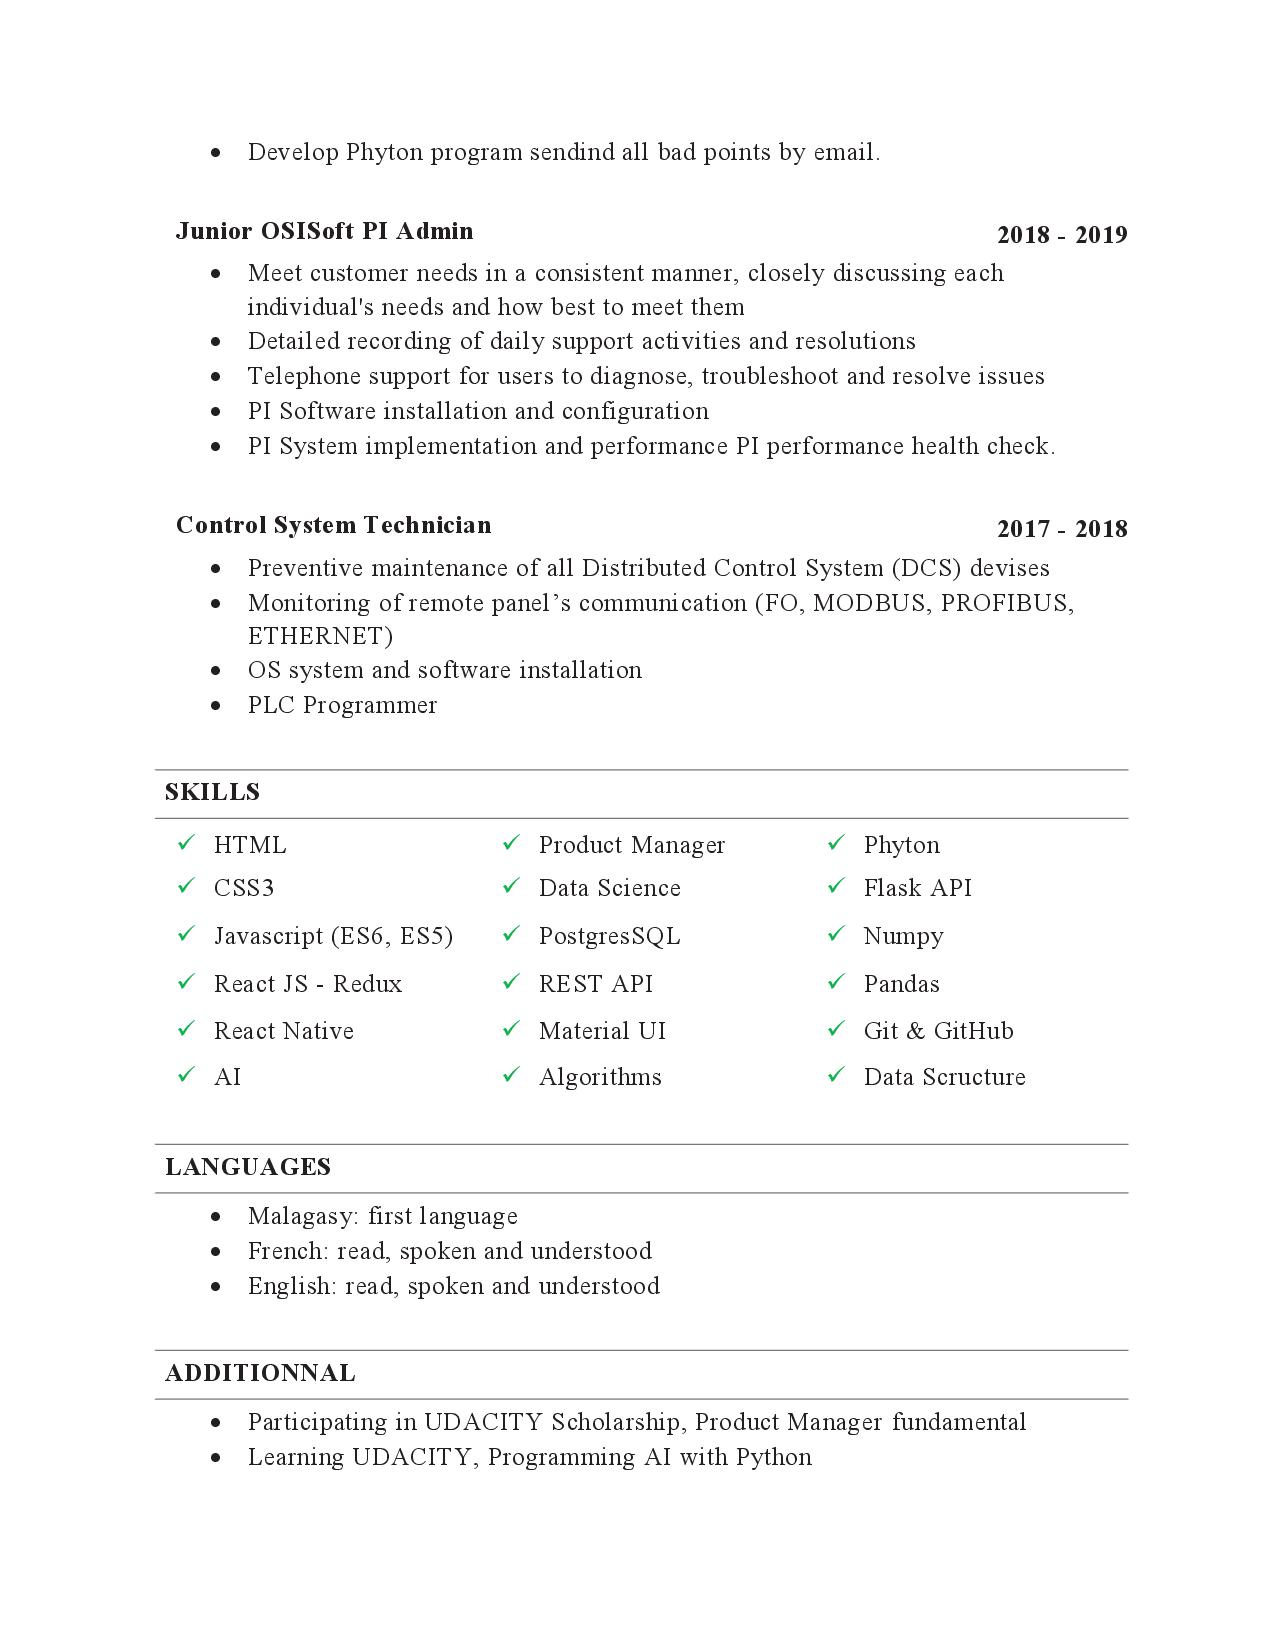 • Develop Phyton program sendind all bad points by email.
Junior OSISoft PI Admin 2018 - 2019
• Meet customer needs in a consistent manner, closely discussing each
individual's needs and how best to meet them
• Detailed recording of daily support activities and resolutions
• Telephone support for users to diagnose, troubleshoot and resolve issues
• PI Software installation and configuration
• PI System implementation and performance PI performance health check.
Control System Technician 2017 - 2018
• Preventive maintenance of all Distributed Control System (DCS) devises
• Monitoring of remote panel’s communication (FO, MODBUS, PROFIBUS,
ETHERNET)
• OS system and software installation
• PLC Programmer
SKILLS
✓ HTML ✓ Product Manager ✓ Phyton
✓ CSS3 ✓ Data Science ✓ Flask API
✓ Javascript (ES6, ES5) ✓ PostgresSQL ✓ Numpy
✓ React JS - Redux ✓ REST API ✓ Pandas
✓ React Native ✓ Material UI ✓ Git & GitHub
✓ AI ✓ Algorithms ✓ Data Scructure
LANGUAGES
• Malagasy: first language
• French: read, spoken and understood
• English: read, spoken and understood
ADDITIONNAL
• Participating in UDACITY Scholarship, Product Manager fundamental
• Learning UDACITY, Programming AI with Python